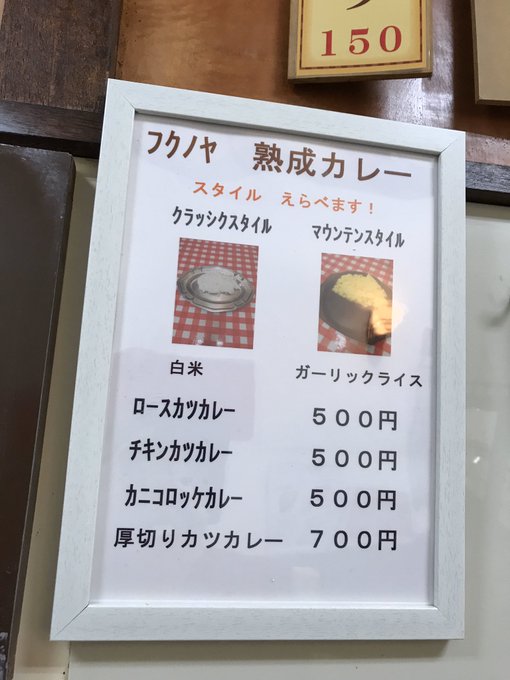 150
フクノヤ 熟成カレー
スタイル えらべます！
クラッシクスタイル マウンテンスタイル
白米 ガーリックライス
ロースカツカレー 500円
チキンカツカレー 500円
カニコロッケカレー 500円
厚切りカツカレー 700円